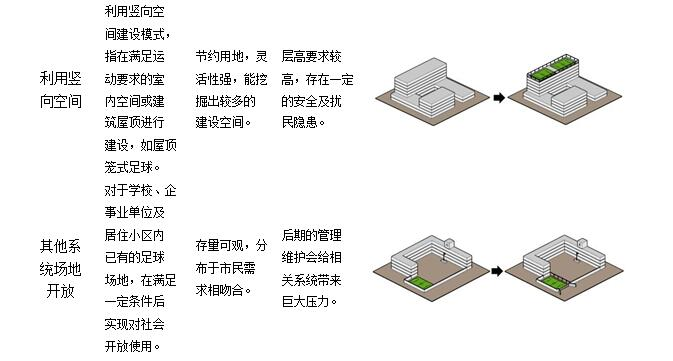 利用竖
向空间
利用竖向空
间建设模式，
指在满足运
动要求的室
内空间或建
筑屋顶进行
建设，如屋顶
笼式足球。
节约用地，灵
活性强，能挖
掘出较多的
建设空间。
层高要求较
高，存在一定
的安全及扰
民隐患。
其他系
统场地
开放
对于学校、企
事业单位及
居住小区内
已有的足球
场地，在满足
一定条件后
实现对社会
开放使用。
存量可观，分
布于市民需
求相吻合。
后期的管理
维护会给相
关系统带来
巨大压力。